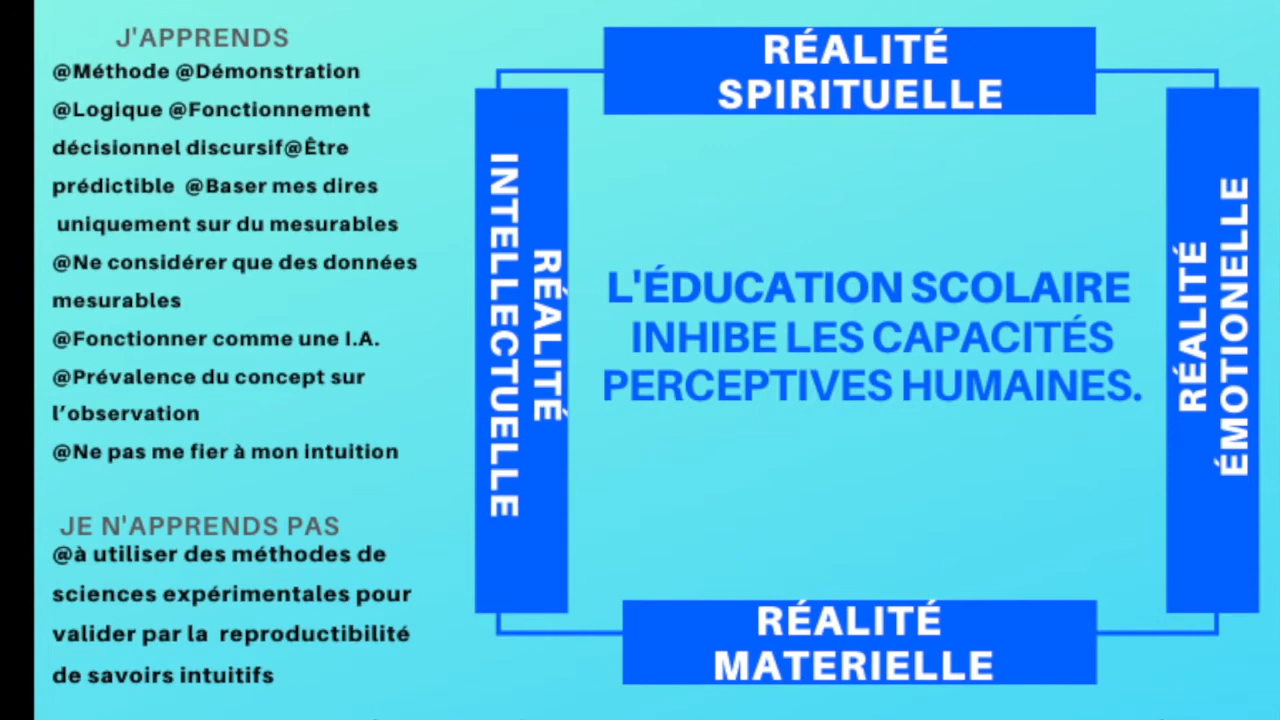 J'APPRENDS
@Méthode @Démonstration
@Logique @Fonctionnement
décisionnel discursif@Être
prédictible @Baser mes dires
uniquement sur du mesurables
@Ne considérer que des données
mesurables
@Fonctionner comme une I.A.
@Prévalence du concept sur
l’observation
@Ne pas me fier à mon intuition
JE N'APPRENDS PAS
@à utiliser des méthodes de
sciences expérimentales pour
valider par la reproductibilité
de savoirs intuitifs
RÉALITÉ
SPIRITUELLE
RÉALITÉ
INTELLECTUELLE
L'ÉDUCATION SCOLAIRE
INHIBE LES CAPACITÉS
PERCEPTIVES HUMAINES.
RÉALITÉ
ÉMOTIONELLE
RÉALITÉ
MATERIELLE